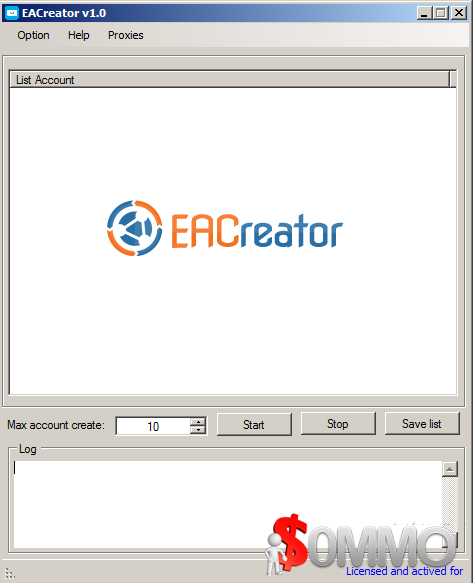 EACreator v1.0
Option Help Proxies
List Account
EACreator
Max account create: 10 Start Stop Save list
Log
$0MMO
Licensed and actived for